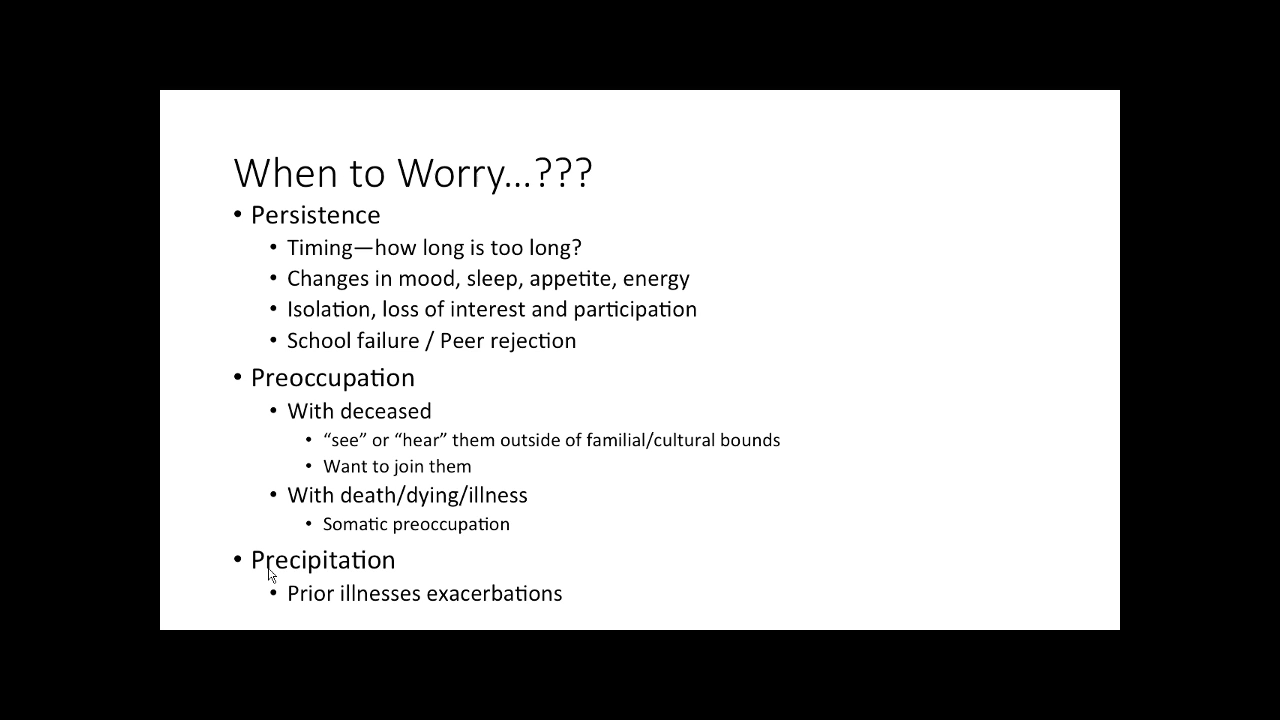 When to Worry...???
• Persistence
• Timing—how long is too long?
• Changes in mood, sleep, appetite, energy
• Isolation, loss of interest and participation
• School failure / Peer rejection
• Preoccupation
• With deceased
• “see” or “hear” them outside of familial/cultural bounds
• Want to join them
• With death/dying/illness
• Somatic preoccupation
• Precipitation
• Prior illnesses exacerbations